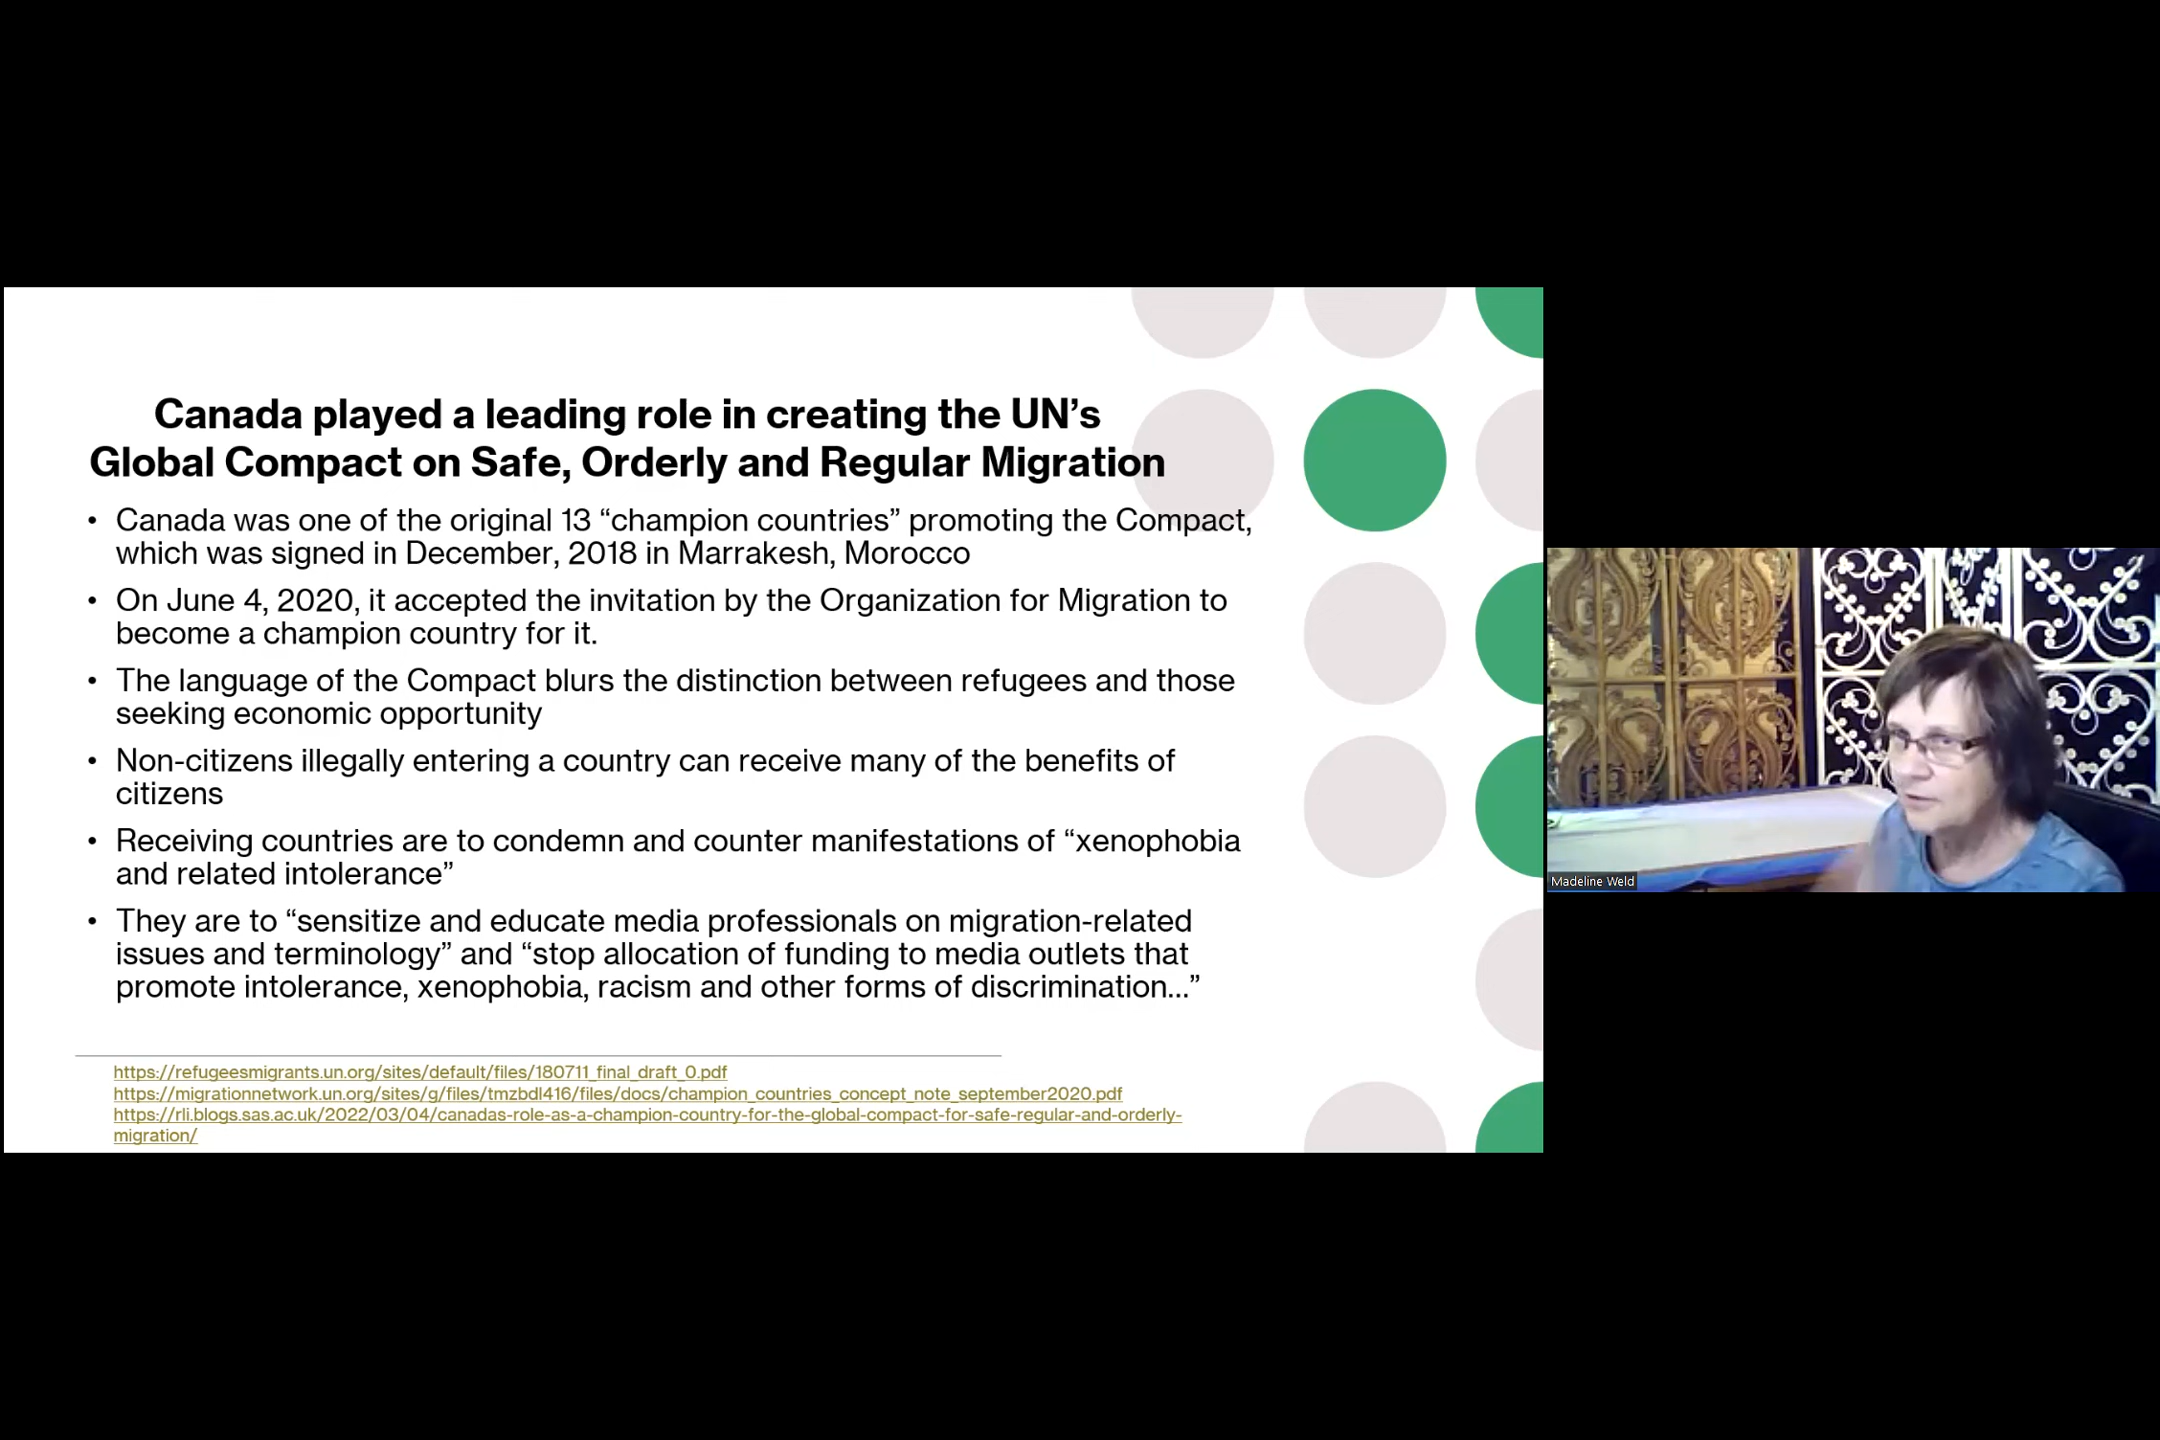 Canada played a leading role in creating the UN’s
Global Compact on Safe, Orderly and Regular Migration
• Canada was one of the original 13 “champion countries” promoting the Compact,
which was signed in December, 2018 in Marrakesh, Morocco
• On June 4, 2020, it accepted the invitation by the Organization for Migration to
become a champion country for it.
• The language of the Compact blurs the distinction between refugees and those
seeking economic opportunity
• Non-citizens illegally entering a country can receive many of the benefits of
citizens
• Receiving countries are to condemn and counter manifestations of “xenophobia
and related intolerance”
• They are to “sensitize and educate media professionals on migration-related
issues and terminology” and “stop allocation of funding to media outlets that
promote intolerance, xenophobia, racism and other forms of discrimination...”
https://refugeesmigrants.un.org/sites/default/files/180711_final_draft_0.pdf
https://migrationnetwork.un.org/sites/g/files/tmzbdl416/files/docs/champion_countries_concept_note_september2020.pdf
https://rli.blogs.sas.ac.uk/2022/03/04/canadas-role-as-a-champion-country-for-the-global-compact-for-safe-regular-and-orderly-
migration/
Madeline Weld